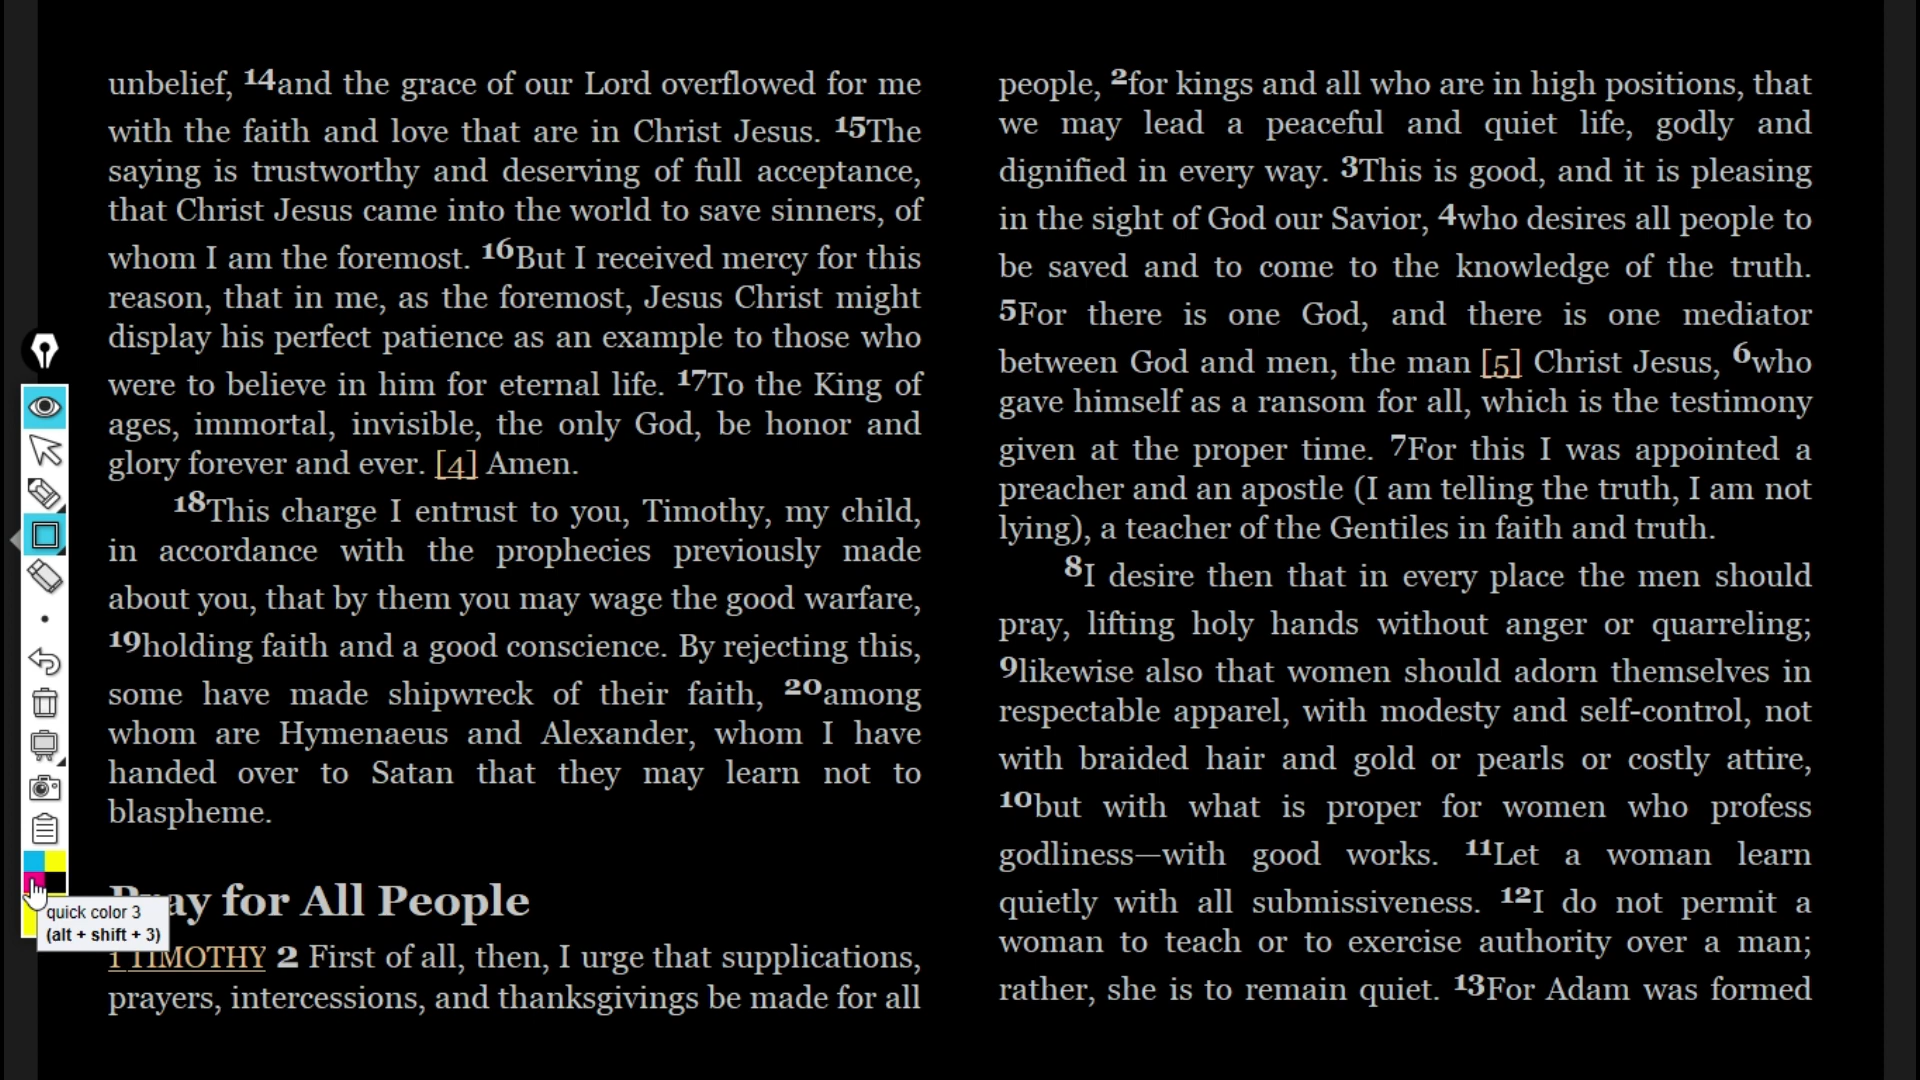 unbelief, 14and the grace of our Lord overflowed for me
with the faith and love that are in Christ Jesus. 15The
saying is trustworthy and deserving of full acceptance,
that Christ Jesus came into the world to save sinners, of
whom I am the foremost. 16But I received mercy for this
reason, that in me, as the foremost, Jesus Christ might
display his perfect patience as an example to those who
were to believe in him for eternal life. 17To the King of
ages, immortal, invisible, the only God, be honor and
glory forever and ever. [4] Amen.
18This charge I entrust to you, Timothy, my child,
in accordance with the prophecies previously made
about you, that by them you may wage the good warfare,
19holding faith and a good conscience. By rejecting this,
some have made shipwreck of their faith, 20among
whom are Hymenaeus and Alexander, whom I have
handed over to Satan that they may learn not to
blaspheme.
Pray for All People
1 TIMOTHY 2 First of all, then, I urge that supplications,
prayers, intercessions, and thanksgivings be made for all
quick color 3
(alt + shift + 3)
people, 2for kings and all who are in high positions, that
we may lead a peaceful and quiet life, godly and
dignified in every way. 3This is good, and it is pleasing
in the sight of God our Savior, 4who desires all people to
be saved and to come to the knowledge of the truth.
5For there is one God, and there is one mediator
between God and men, the man [5] Christ Jesus, 6who
gave himself as a ransom for all, which is the testimony
given at the proper time. 7For this I was appointed a
preacher and an apostle (I am telling the truth, I am not
lying), a teacher of the Gentiles in faith and truth.
8I desire then that in every place the men should
pray, lifting holy hands without anger or quarreling;
9likewise also that women should adorn themselves in
respectable apparel, with modesty and self-control, not
with braided hair and gold or pearls or costly attire,
10but with what is proper for women who profess
godliness—with good works. 11Let a woman learn
quietly with all submissiveness. 12I do not permit a
woman to teach or to exercise authority over a man;
rather, she is to remain quiet. 13For Adam was formed